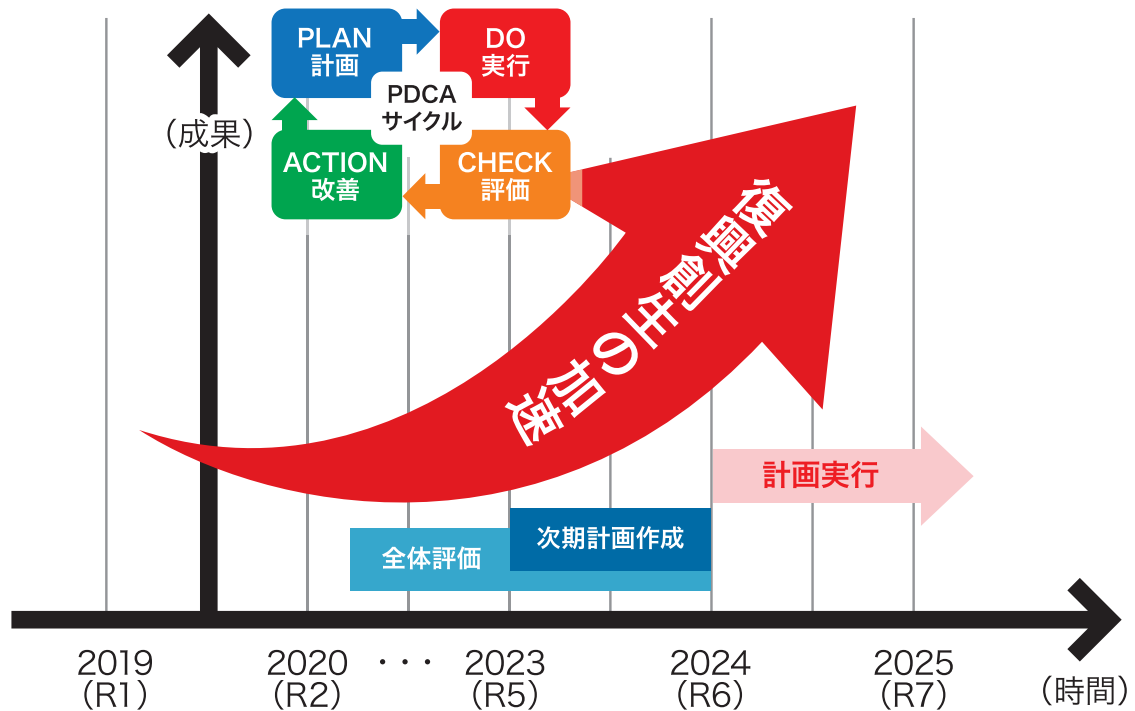 PLAN
計画
DO
実行
PDCA
サイクル
ACTION
改善
CHECK
評価
（成果）
復興創生の加速
計画実行
次期計画作成
全体評価
2019
（R1）
2020
（R2）
・・・
2023
（R5）
2024
（R6）
2025
（R7）
（時間）